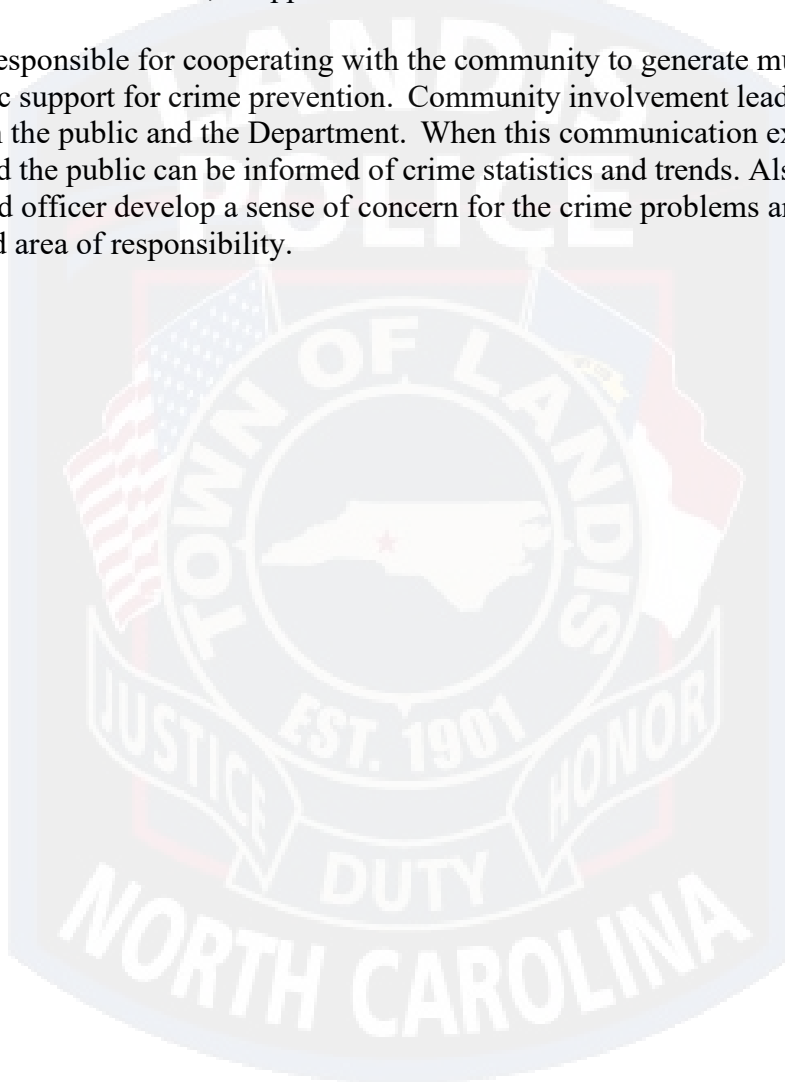 esponsible for cooperating with the community to generate mu
c support for crime prevention. Community involvement lead
n the public and the Department. When this communication ex
d the public can be informed of crime statistics and trends. Als
d officer develop a sense of concern for the crime problems an
d area of responsibility.
LANDIS
POLICE
TOWN OF LANDIS
EST. 1901
JUSTICE
DUTY
HONOR
NORTH CAROLINA